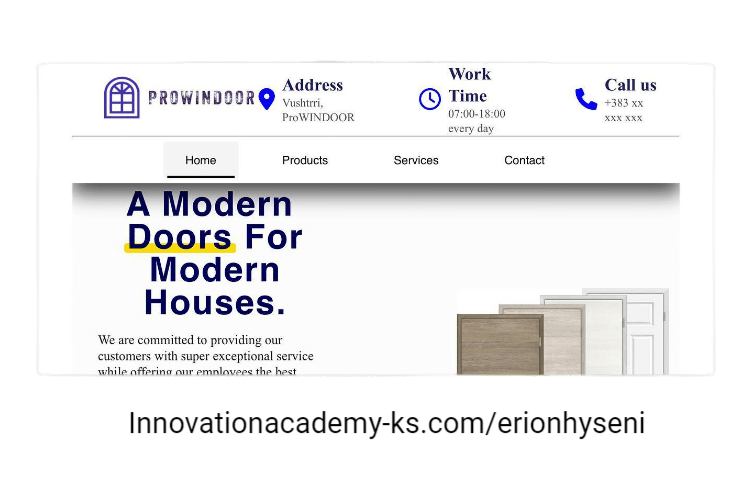 PROWINDOOR
Address
Vushtrri,
ProWINDOOR
Work
Time
07:00-18:00
every day
Call us
+383 xx
xxx xxx
Home
Products
Services
Contact
A Modern
Doors For
Modern
Houses.
We are committed to providing our
customers with super exceptional service
while offering our employees the best
Innovationacademy-ks.com/erionhyseni